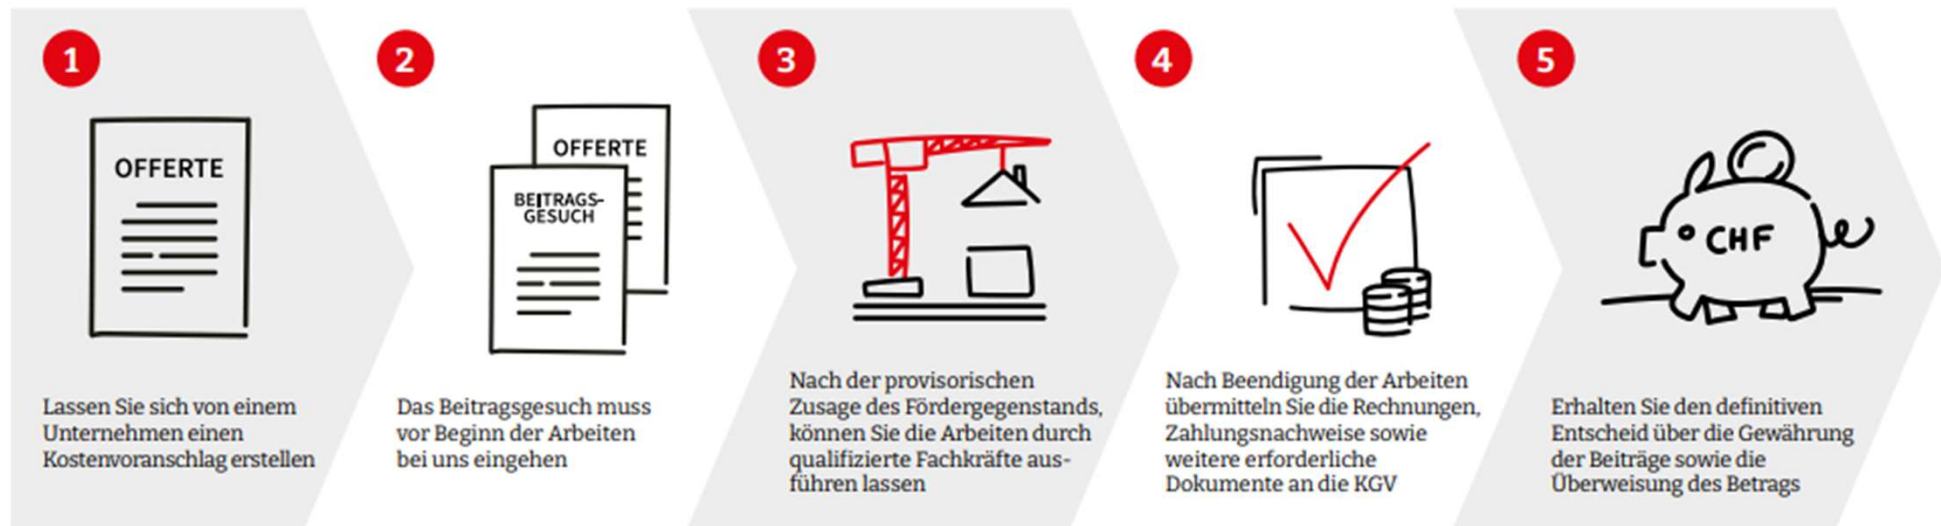 1
OFFERTE
Lassen Sie sich von einem
Unternehmen einen
Kostenvoranschlag erstellen
2
OFFERTE
BEITRAGS-
GESUCH
Das Beitragsgesuch muss
vor Beginn der Arbeiten
bei uns eingehen
3
Nach der provisorischen
Zusage des Fördergegenstands,
können Sie die Arbeiten durch
qualifizierte Fachkräfte aus-
führen lassen
4
Nach Beendigung der Arbeiten
übermitteln Sie die Rechnungen,
Zahlungsnachweise sowie
weitere erforderliche
Dokumente an die KGV
5
CHF
Erhalten Sie den definitiven
Entscheid über die Gewährung
der Beiträge sowie die
Überweisung des Betrags